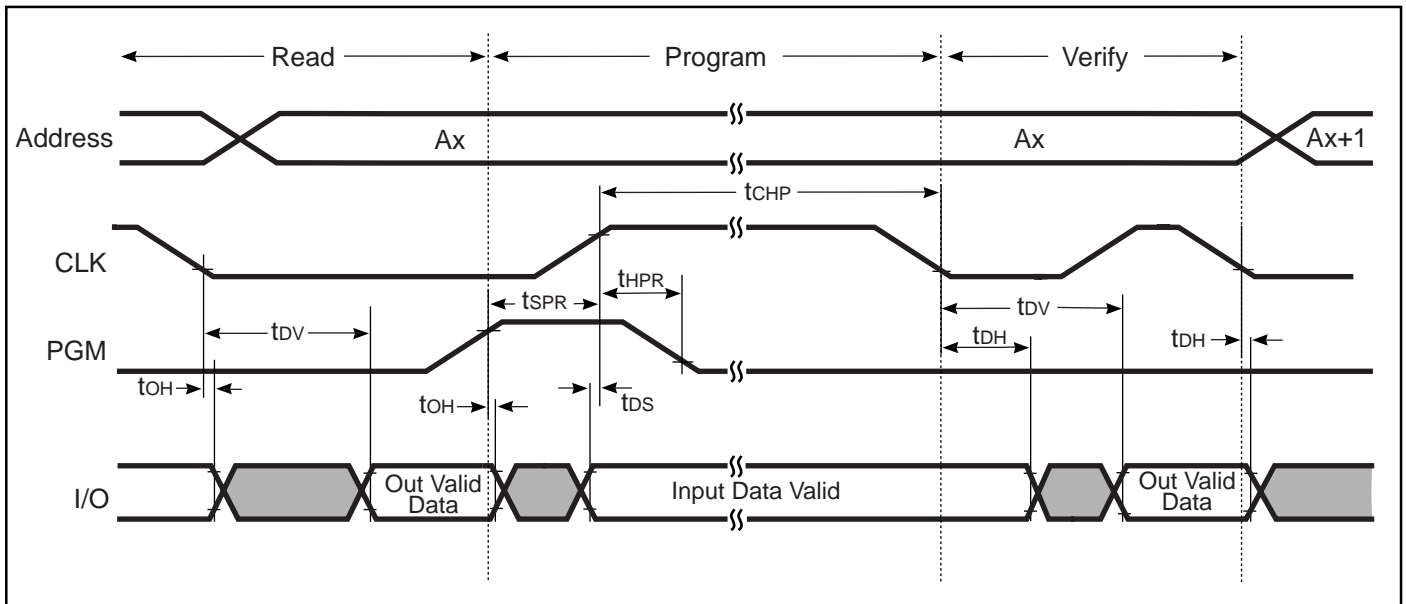 Read
Program
Verify
Address
Ax
Ax
Ax+1
tCHP
CLK
tHPR
tSPR
tDV
tDV
PGM
tDH
tDH
tOH
tOH
tDS
I/O
Out Valid
Data
Input Data Valid
Out Valid
Data